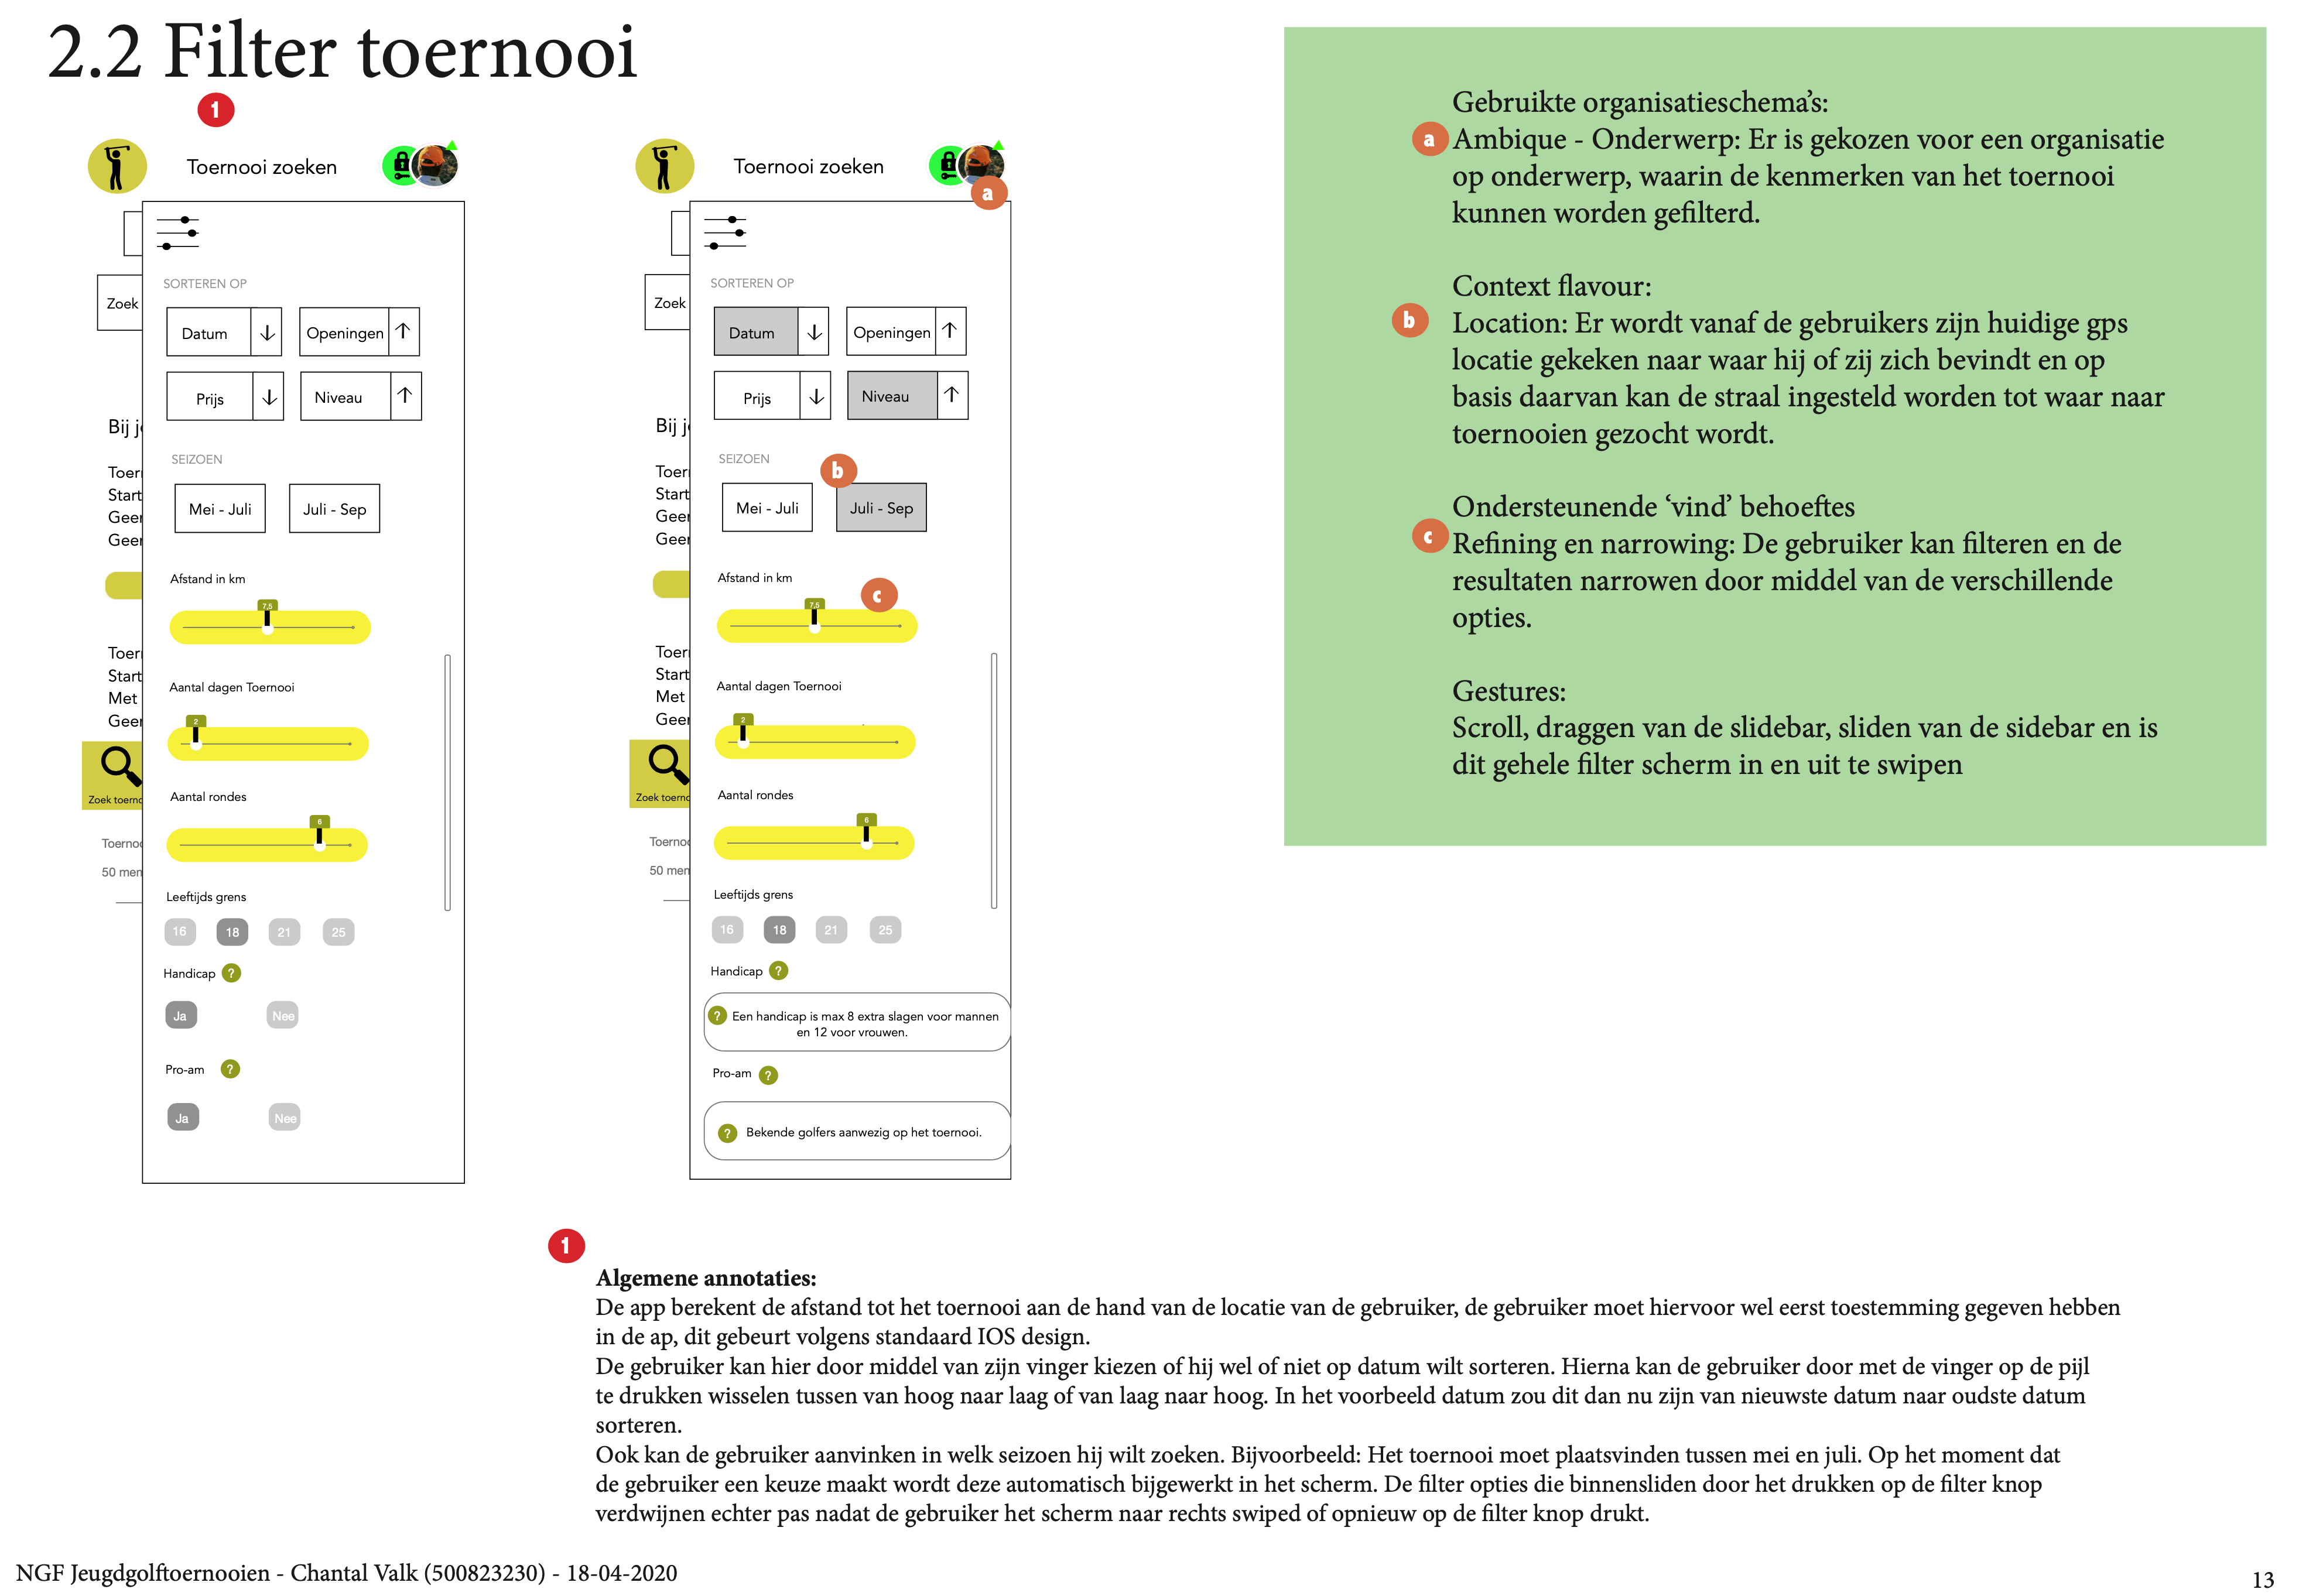 2.2 Filter toernooi
1
Toernooi zoeken
Zoek
SORTEREN OP
Datum
Openingen
Prijs
Niveau
Bij j
SEIZOEN
Toer
Start
Geer
Geer
Mei - Juli
Juli - Sep
Afstand in km
7,5
Toer
Start
Met
Geer
Aantal dagen Toernooi
2
Zoek toerno
Aantal rondes
6
Toernoo
50 men
Leeftijds grens
16 18 21 25
Handicap ?
Ja Nee
Pro-am ?
Ja Nee
Toernooi zoeken
a
Zoek
SORTEREN OP
Datum
Openingen
Prijs
Niveau
Bij j
SEIZOEN
b
Toer
Start
Geer
Geer
Mei - Juli
Juli - Sep
Afstand in km
c
7,5
Toer
Start
Met
Geer
Aantal dagen Toernooi
2
Zoek toerno
Aantal rondes
6
Toernoo
50 men
Leeftijds grens
16 18 21 25
Handicap ?
? Een handicap is max 8 extra slagen voor mannen
en 12 voor vrouwen.
Pro-am ?
? Bekende golfers aanwezig op het toernooi.
Gebruikte organisatieschema's:
a Ambique - Onderwerp: Er is gekozen voor een organisatie
op onderwerp, waarin de kenmerken van het toernooi
kunnen worden gefilterd.
Context flavour:
b Location: Er wordt vanaf de gebruikers zijn huidige gps
locatie gekeken naar waar hij of zij zich bevindt en op
basis daarvan kan de straal ingesteld worden tot waar naar
toernooien gezocht wordt.
Ondersteunende ‘vind’ behoeftes
c Refining en narrowing: De gebruiker kan filteren en de
resultaten narrowen door middel van de verschillende
opties.
Gestures:
Scroll, draggen van de slidebar, sliden van de sidebar en is
dit gehele filter scherm in en uit te swipen
1
Algemene annotaties:
De app berekent de afstand tot het toernooi aan de hand van de locatie van de gebruiker, de gebruiker moet hiervoor wel eerst toestemming gegeven hebben
in de ap, dit gebeurt volgens standaard IOS design.
De gebruiker kan hier door middel van zijn vinger kiezen of hij wel of niet op datum wilt sorteren. Hierna kan de gebruiker door met de vinger op de pijl
te drukken wisselen tussen van hoog naar laag of van laag naar hoog. In het voorbeeld datum zou dit dan nu zijn van nieuwste datum naar oudste datum
sorteren.
Ook kan de gebruiker aanvinken in welk seizoen hij wilt zoeken. Bijvoorbeeld: Het toernooi moet plaatsvinden tussen mei en juli. Op het moment dat
de gebruiker een keuze maakt wordt deze automatisch bijgewerkt in het scherm. De filter opties die binnensliden door het drukken op de filter knop
verdwijnen echter pas nadat de gebruiker het scherm naar rechts swiped of opnieuw op de filter knop drukt.
NGF Jeugdgolftoernooien - Chantal Valk (500823230) - 18-04-2020
13